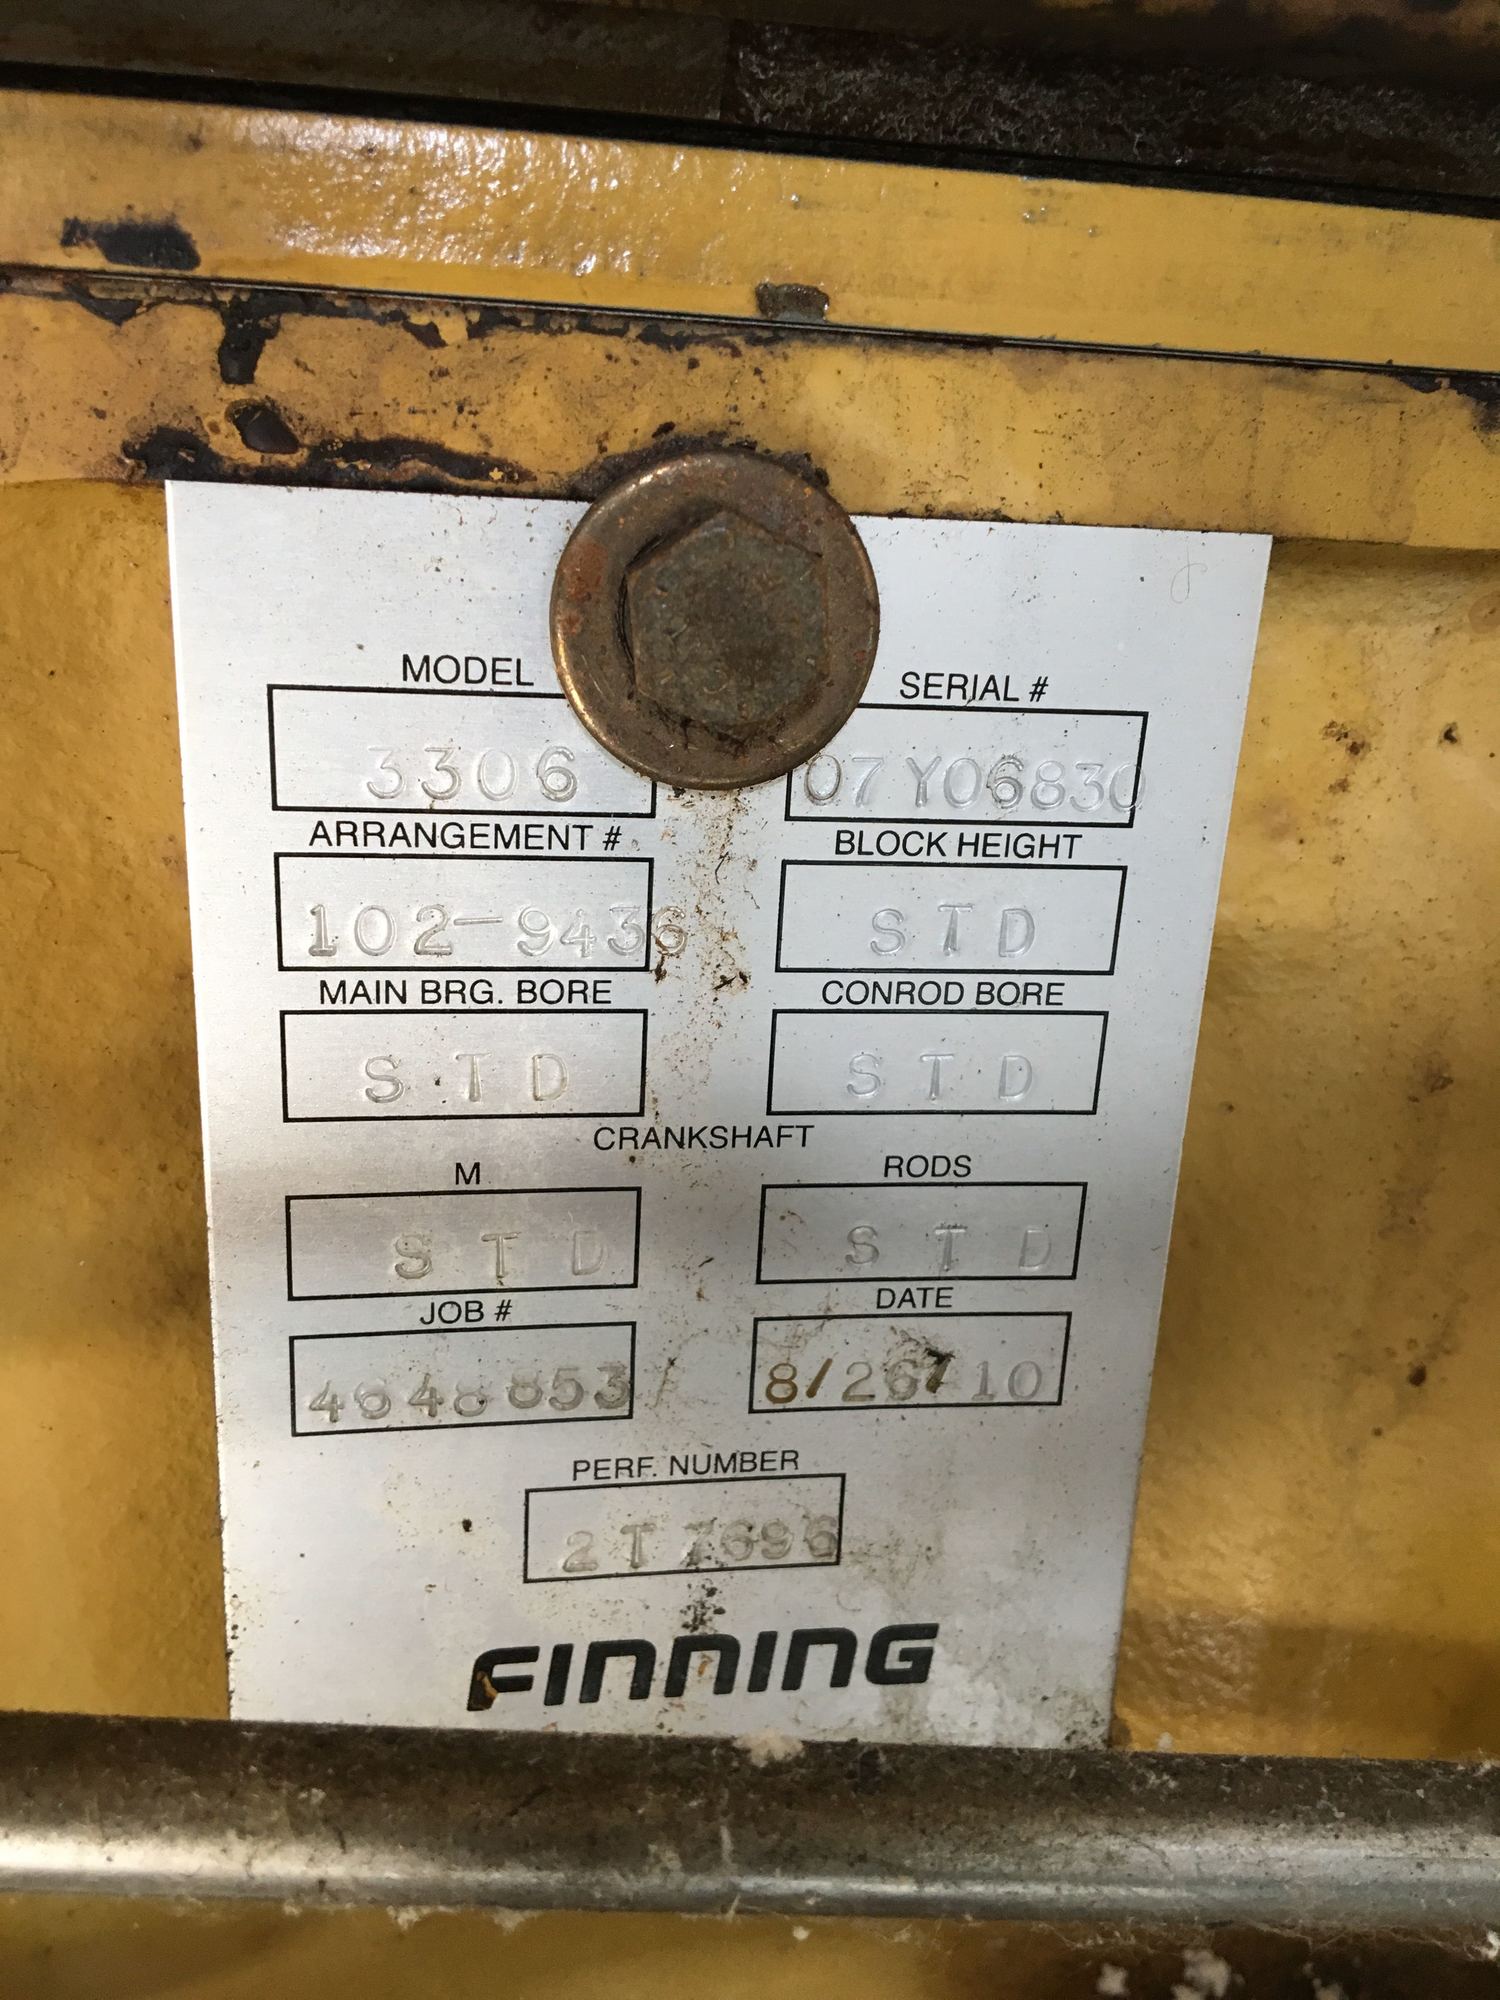 MODEL SERIAL #
3306 07Y06830
ARRANGEMENT # BLOCK HEIGHT
102-9436 STD
MAIN BRG. BORE CONROD BORE
STD STD
CRANKSHAFT
M RODS
STD STD
JOB # DATE
8/26/10
PERF. NUMBER
2T7696
FINNING